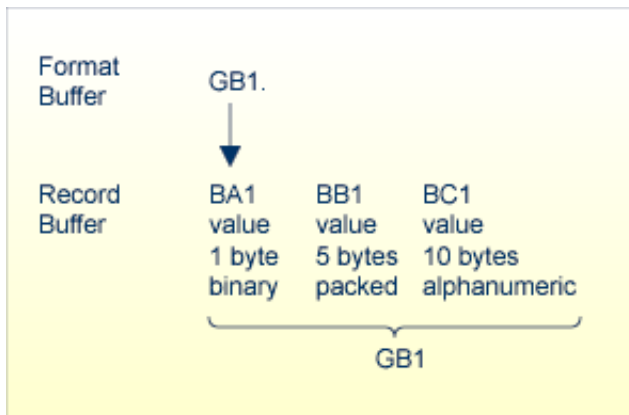 Format
Buffer
GB1.
Record
Buffer
BA1 BB1 BC1
value value value
1 byte 5 bytes 10 bytes
binary packed alphanumeric
GB1